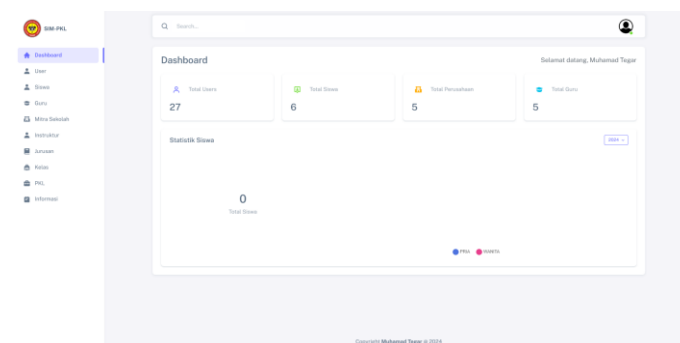 SIM-PKL
Search...
Dashboard
User
Siswa
Guru
Mitra Sekolah
Instruktur
Jurusan
Kelas
PKL
Informasi
Dashboard
Selamat datang, Muhamad Tegar
Total Users
27
Total Siswa
6
Total Perusahaan
5
Total Guru
5
Statistik Siswa
0
Total Siswa
PRIA
WANITA
Copyright Muhamad Tegar © 2024